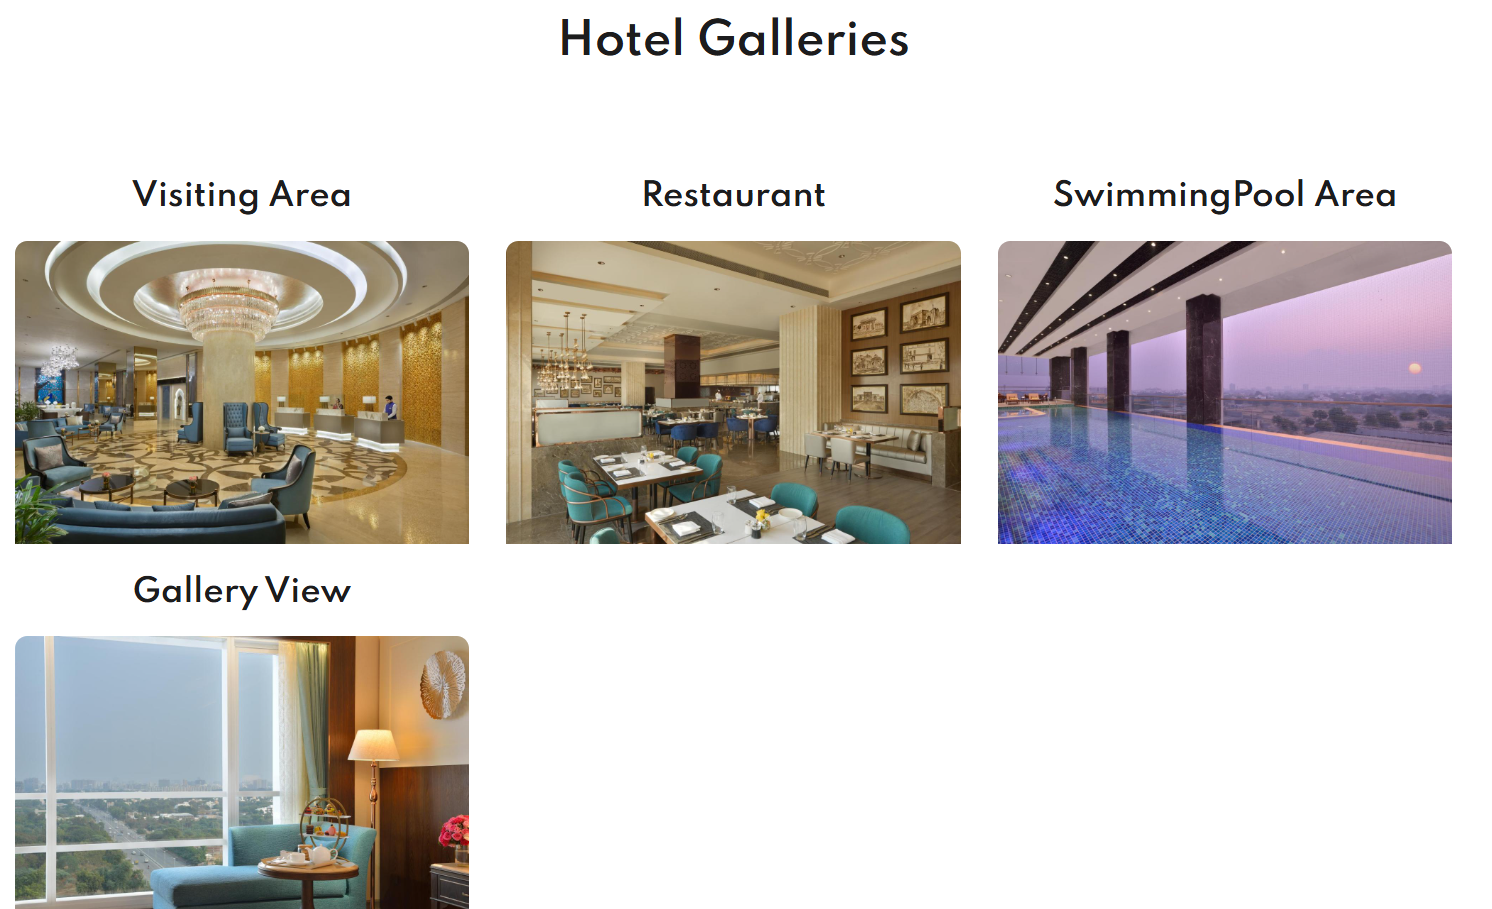 Hotel Galleries
Visiting Area
Restaurant
SwimmingPool Area
Gallery View